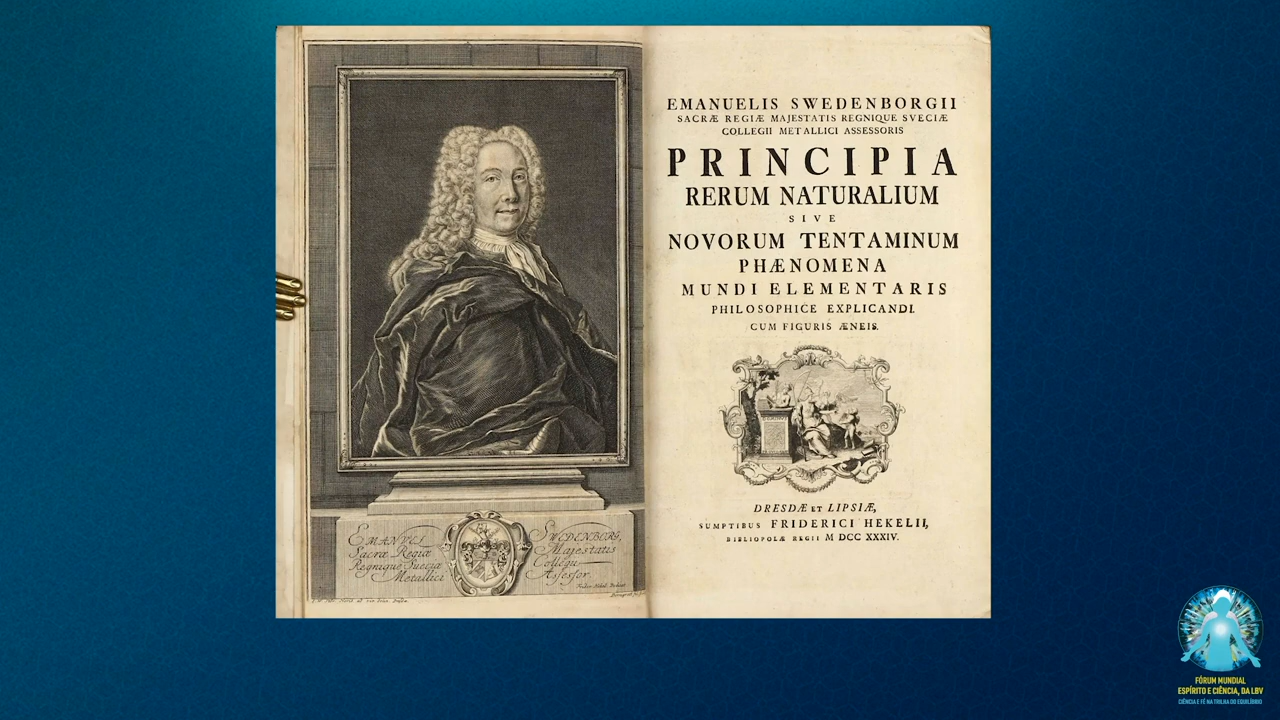 EMANUEL SWEDENBORG,
Sacræ Regiæ Majestatis
Regnique Sueciæ Collegii
Metallici Assessor.
EMANUELIS SWEDENBORGII
SACRÆ REGIÆ MAJESTATIS REGNIQUE SVECIÆ
COLLEGII METALLICI ASSESSORIS
PRINCIPIA
RERUM NATURALIUM
SIVE
NOVORUM TENTAMINUM
PHÆNOMENA
MUNDI ELEMENTARIS
PHILOSOPHICE EXPLICANDI.
CUM FIGURIS ÆNEIS.
DRESDÆ ET LIPSIÆ,
SUMPTIBUS FRIDERICI HEKELII,
BIBLIOPOLÆ REGII M DCC XXXIV.
FÓRUM MUNDIAL
ESPÍRITO E CIÊNCIA, DA LBV
CIÊNCIA E FÉ NA TRILHA DO EQUILÍBRIO